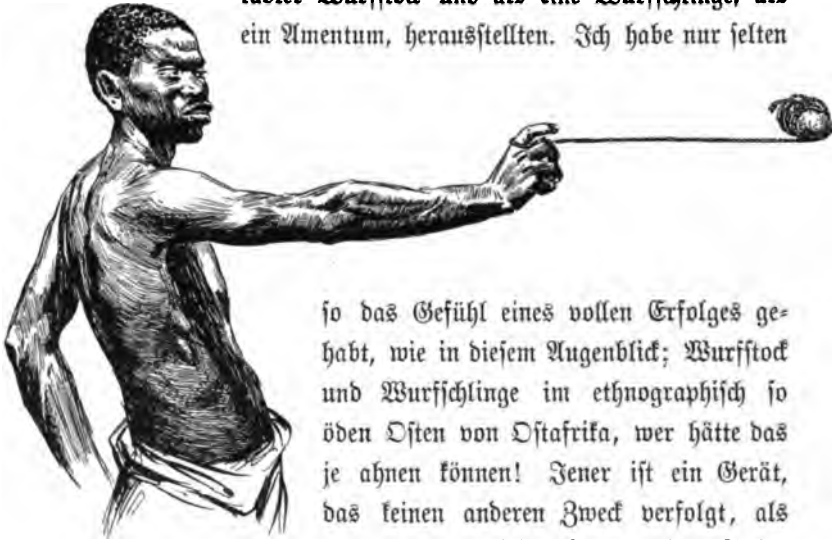 ein Amentum, herausſtellten. Ich habe nur ſelten
ſo das Gefühl eines vollen Erfolges ge⸗
habt, wie in dieſem Augenblick; Wurfſtock
und Wurfſchlinge im ethnographiſch ſo
öden Oſten von Oſtafrika, wer hätte das
je ahnen können! Jener iſt ein Gerät,
das keinen anderen Zweck verfolgt, als